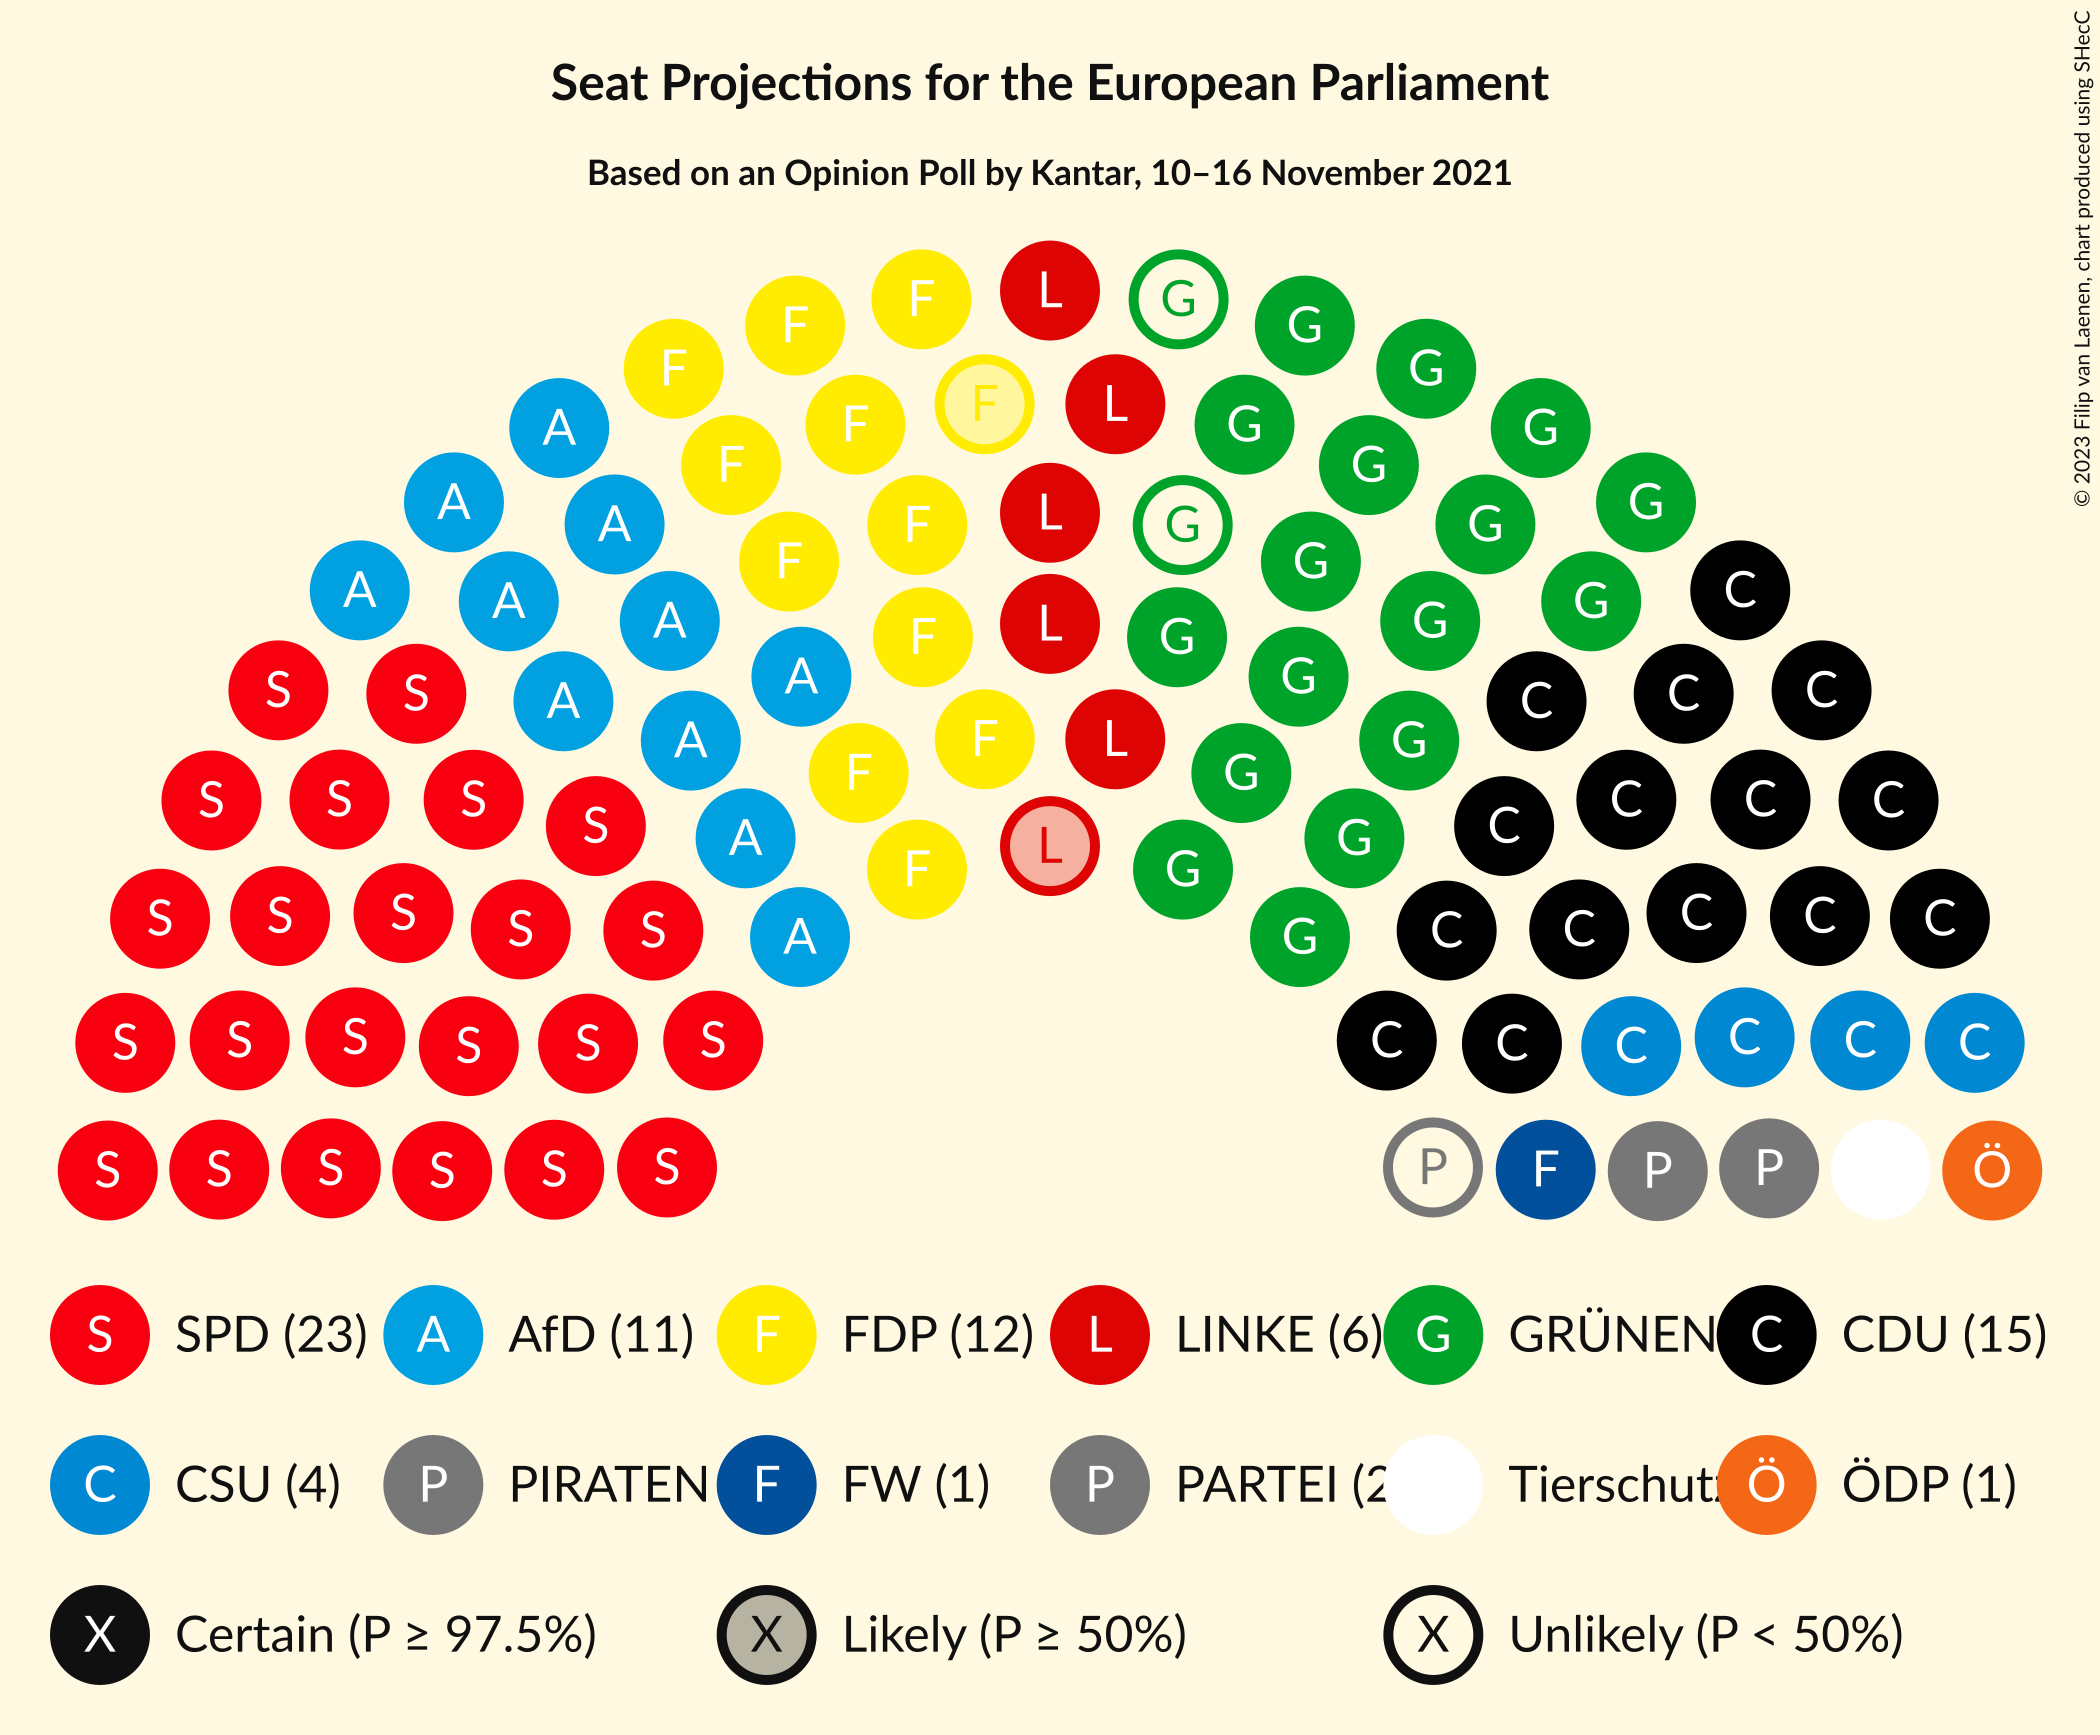 Seat Projections for the European Parliament
Based on an Opinion Poll by Kantar, 10–16 November 2021
© 2023 Filip van Laenen, chart produced using SHecC
F L G
F G
F G
F L
A F G G
F G
A G
A F L G G
F G
A A G C
A F L G G
A G
S S A C C C
A F L G
F G
S S S S C C C C
A L G
F G
S S S S S A G C C C C C
S S S S S S C C C C C C
S S S S S S P F P P Ö
S SPD (23) A AfD (11) F FDP (12) L LINKE (6) G GRÜNEN C CDU (15)
C CSU (4) P PIRATEN F FW (1) P PARTEI (2 Tierschutz Ö ÖDP (1)
X Certain (P ≥ 97.5%) X Likely (P ≥ 50%) X Unlikely (P < 50%)